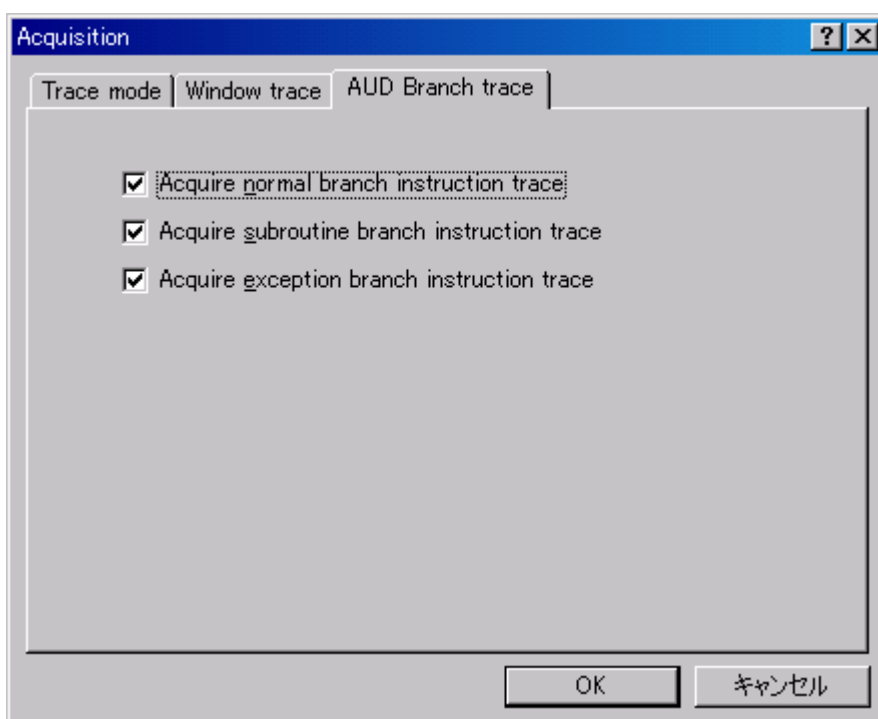 Acquisition
Trace mode
Window trace
AUD Branch trace
Acquire normal branch instruction trace
Acquire subroutine branch instruction trace
Acquire exception branch instruction trace
OK
キャンセル